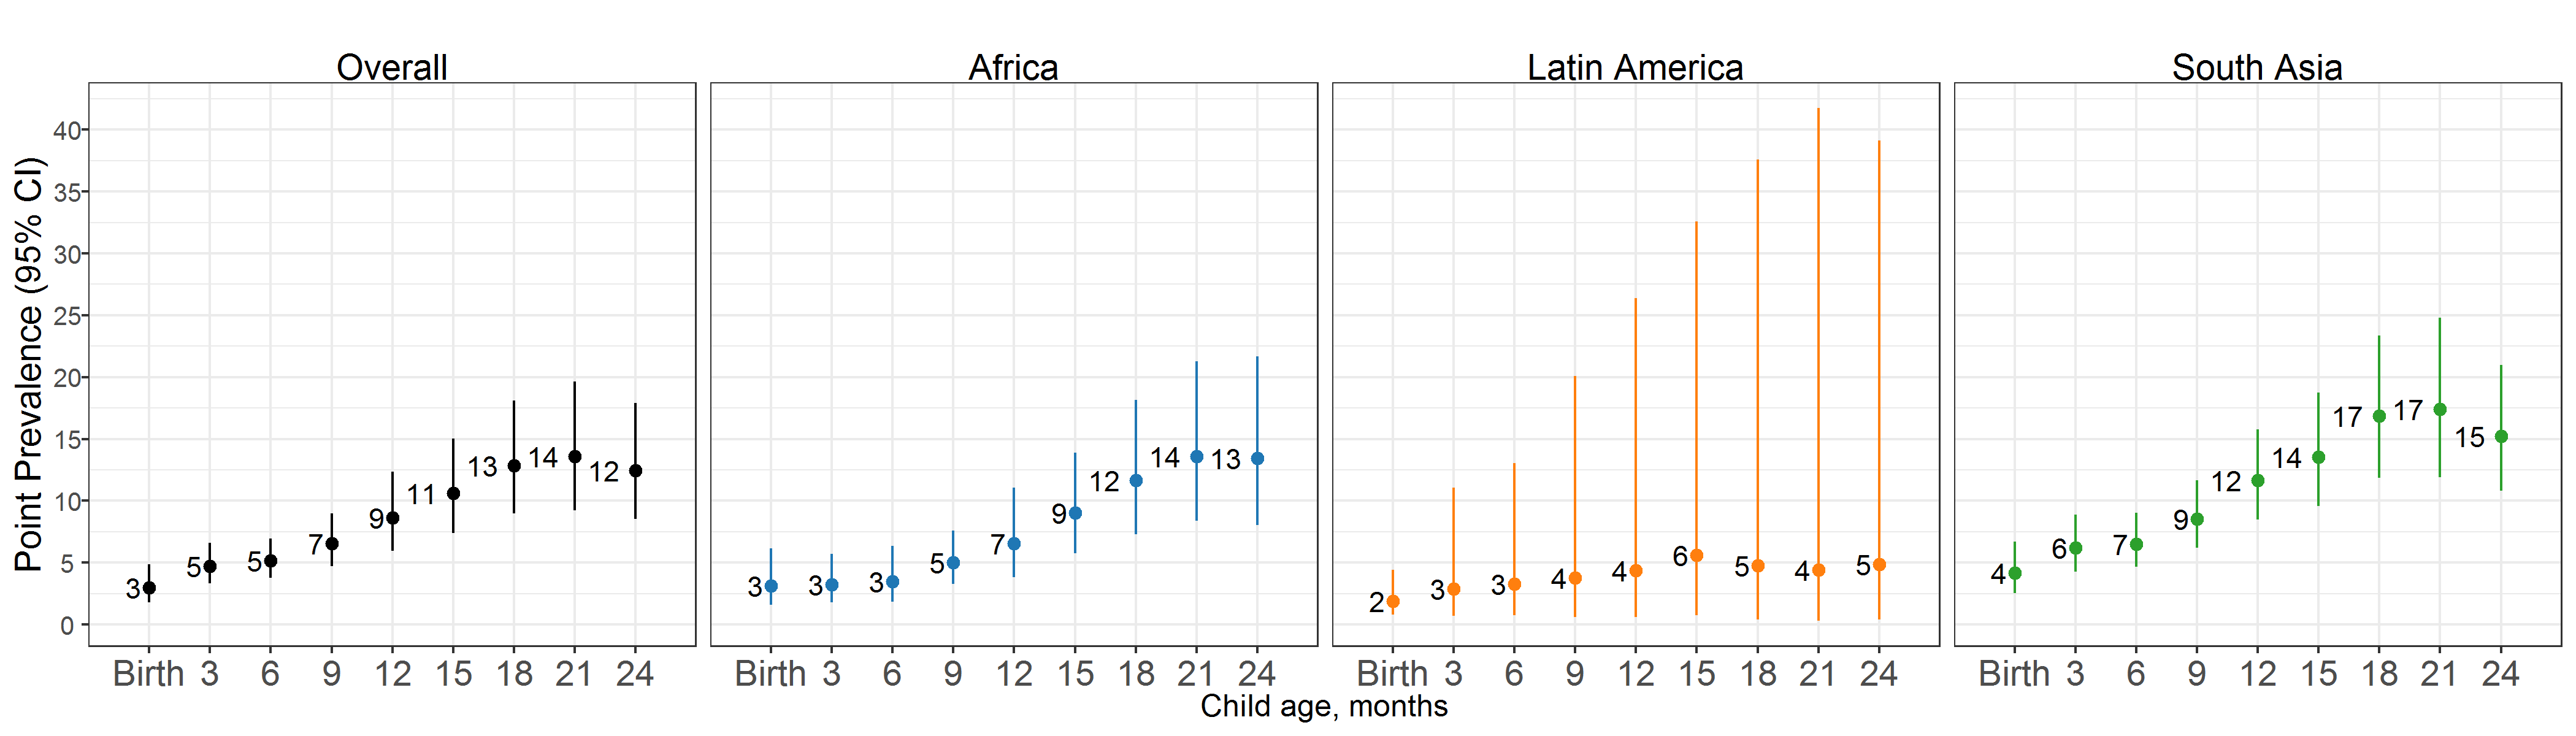 Overall Africa Latin America South Asia
Point Prevalence (95% CI)
40
35
30
25
20
15
10
5
0
3 5 5 7 9 11 13 14 12
3 3 3 5 7 9 12 14 13
2 3 3 4 4 6 5 4 5
4 6 7 9 12 14 17 17 15
Birth 3 6 9 12 15 18 21 24 Birth 3 6 9 12 15 18 21 24 Birth 3 6 9 12 15 18 21 24 Birth 3 6 9 12 15 18 21 24
Child age, months